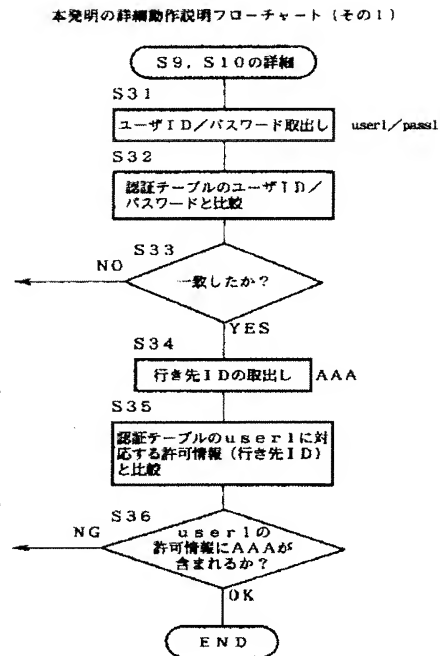 本発明の詳細動作説明フローチャート(その1)
S9,S10の詳細
S31
ユーザID/パスワード取出し user1/pass1
S32
認証テーブルのユーザID/
パスワードと比較
S33
NO
一致したか?
YES
S34
行き先IDの取出し AAA
S35
認証テーブルのuser1に対
応する許可情報(行き先ID)
と比較
S36
NG
user1の
許可情報にAAAが
含まれるか?
OK
END